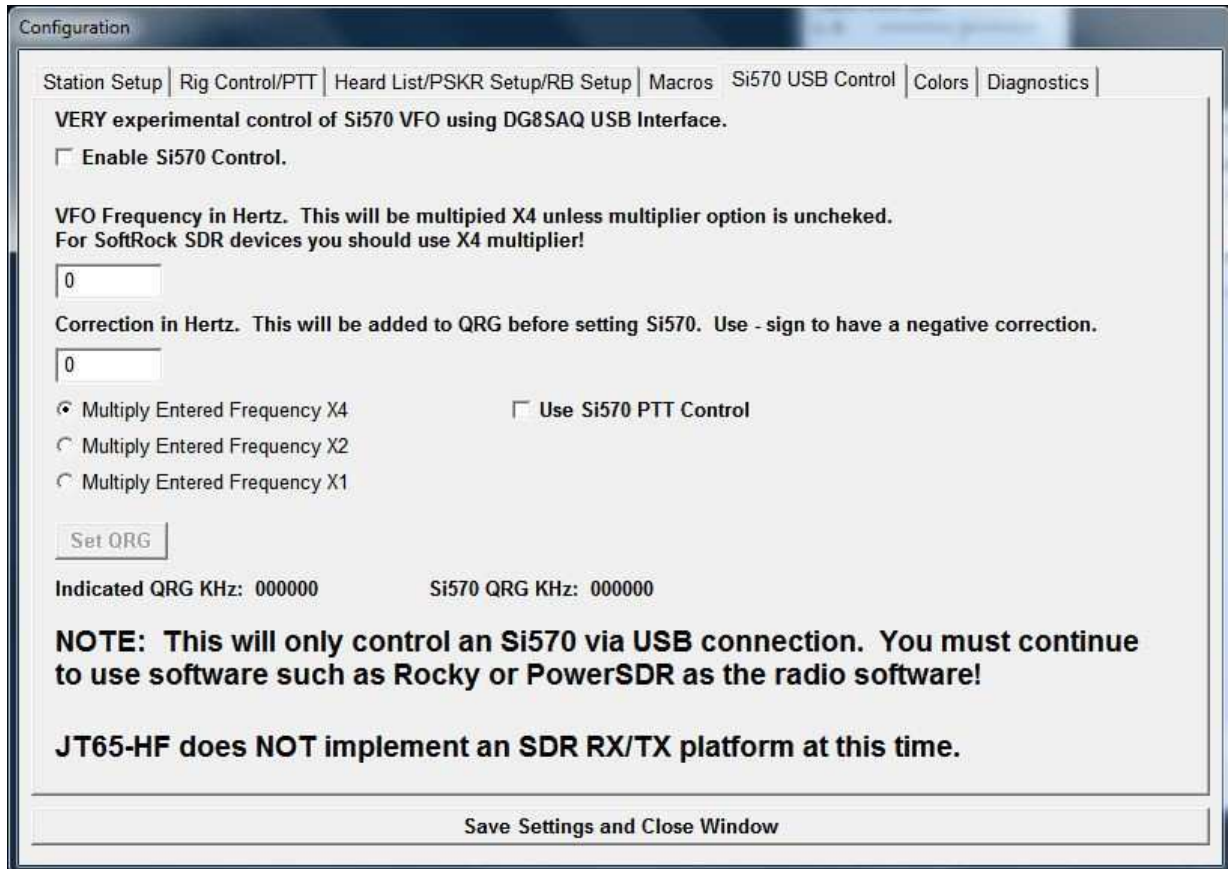 Configuration
Station Setup Rig Control/PTT Heard List/PSKR Setup/RB Setup Macros Si570 USB Control Colors Diagnostics
VERY experimental control of Si570 VFO using DG8SAQ USB Interface.
Enable Si570 Control.
VFO Frequency in Hertz.  This will be multipied X4 unless multiplier option is uncheked.
For SoftRock SDR devices you should use X4 multiplier!
0
Correction in Hertz.  This will be added to QRG before setting Si570.  Use - sign to have a negative correction.
0
Multiply Entered Frequency X4 Use Si570 PTT Control
Multiply Entered Frequency X2
Multiply Entered Frequency X1
Set QRG
Indicated QRG KHz:  000000 Si570 QRG KHz:  000000
NOTE:  This will only control an Si570 via USB connection.  You must continue
to use software such as Rocky or PowerSDR as the radio software!
JT65-HF does NOT implement an SDR RX/TX platform at this time.
Save Settings and Close Window